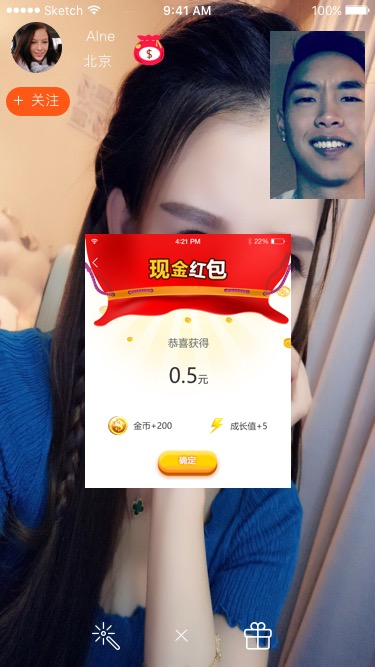 Sketch
9:41 AM
100%
Alne
北京
$
+ 关注
4:21 PM
22%
现金红包
恭喜获得
0.5元
金币+200
成长值+5
确定